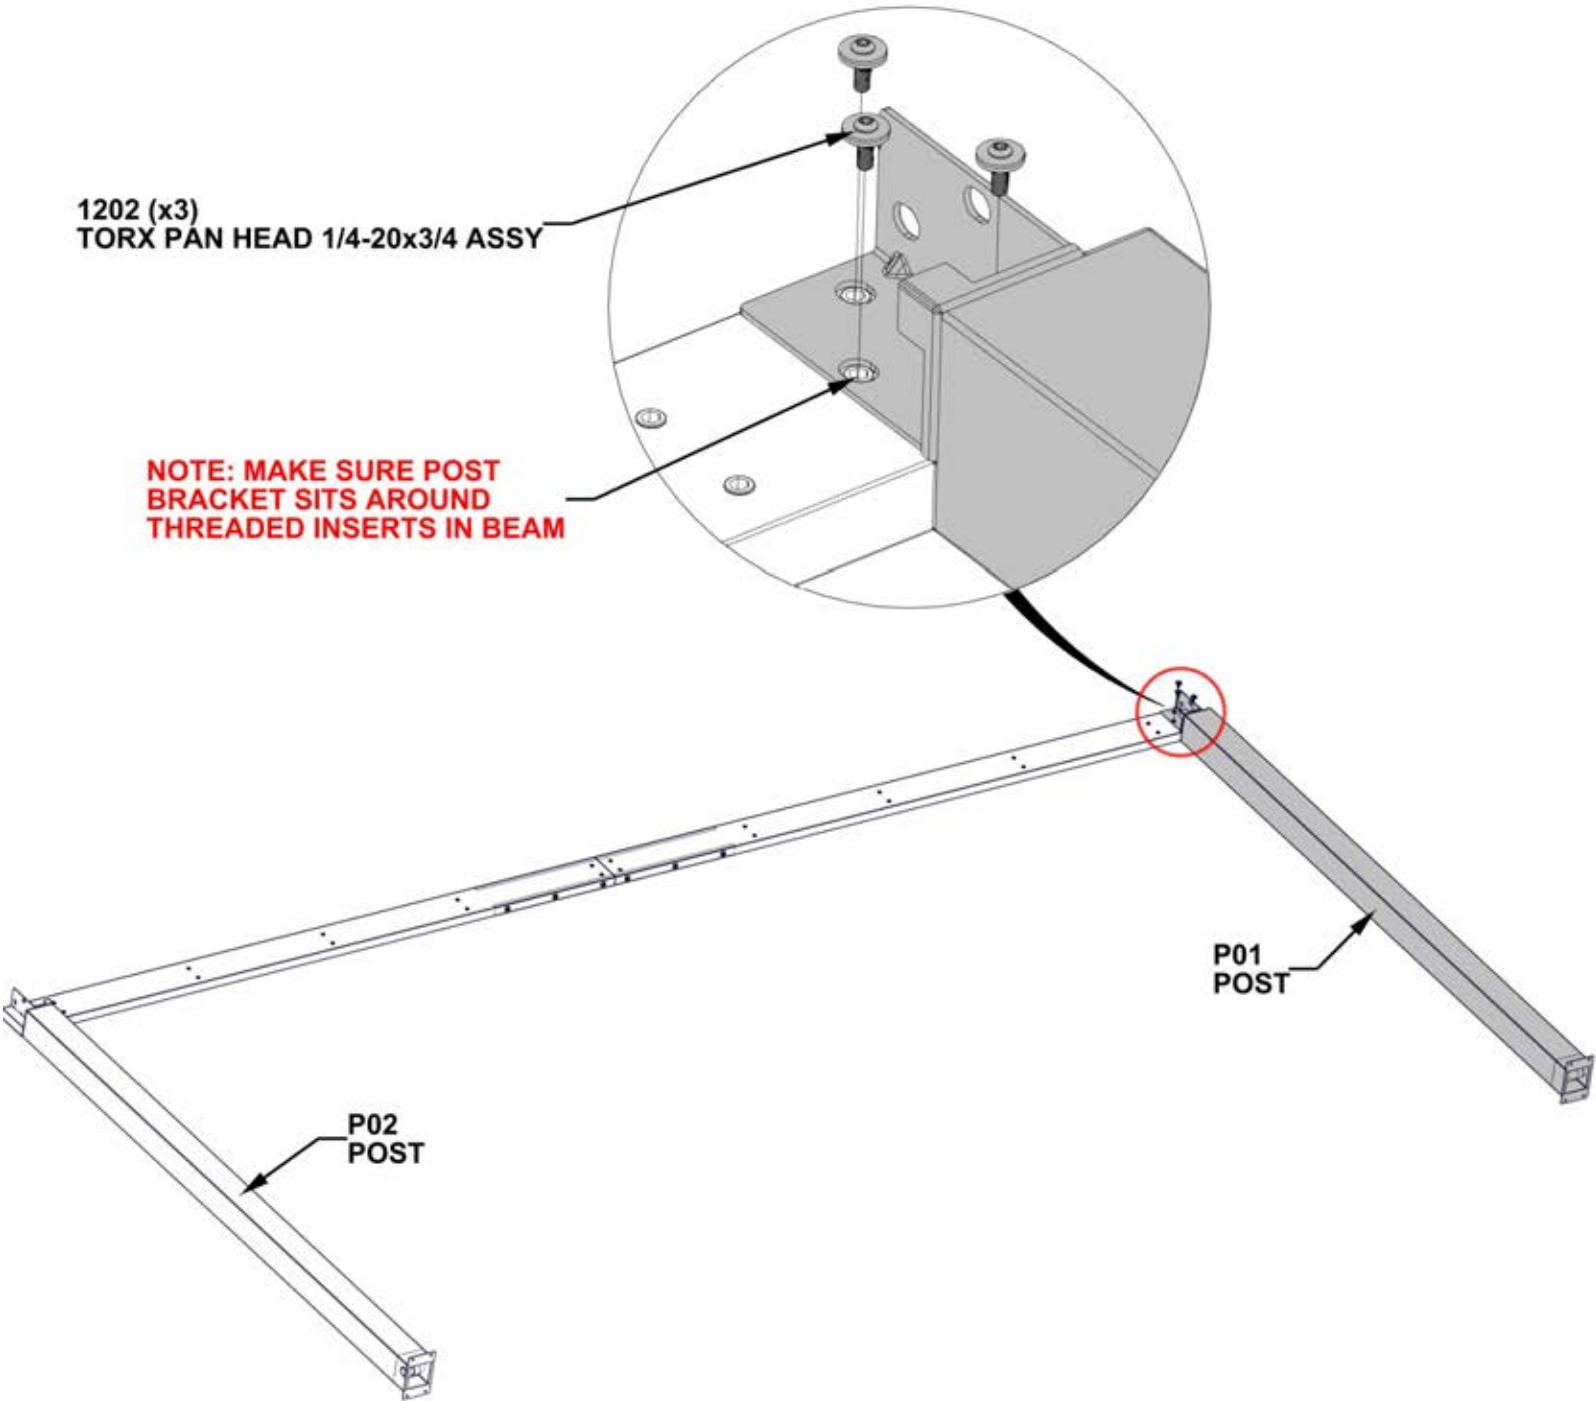 1202 (x3)
TORX PAN HEAD 1/4-20x3/4 ASSY
NOTE: MAKE SURE POST
BRACKET SITS AROUND
THREADED INSERTS IN BEAM
P01
POST
P02
POST